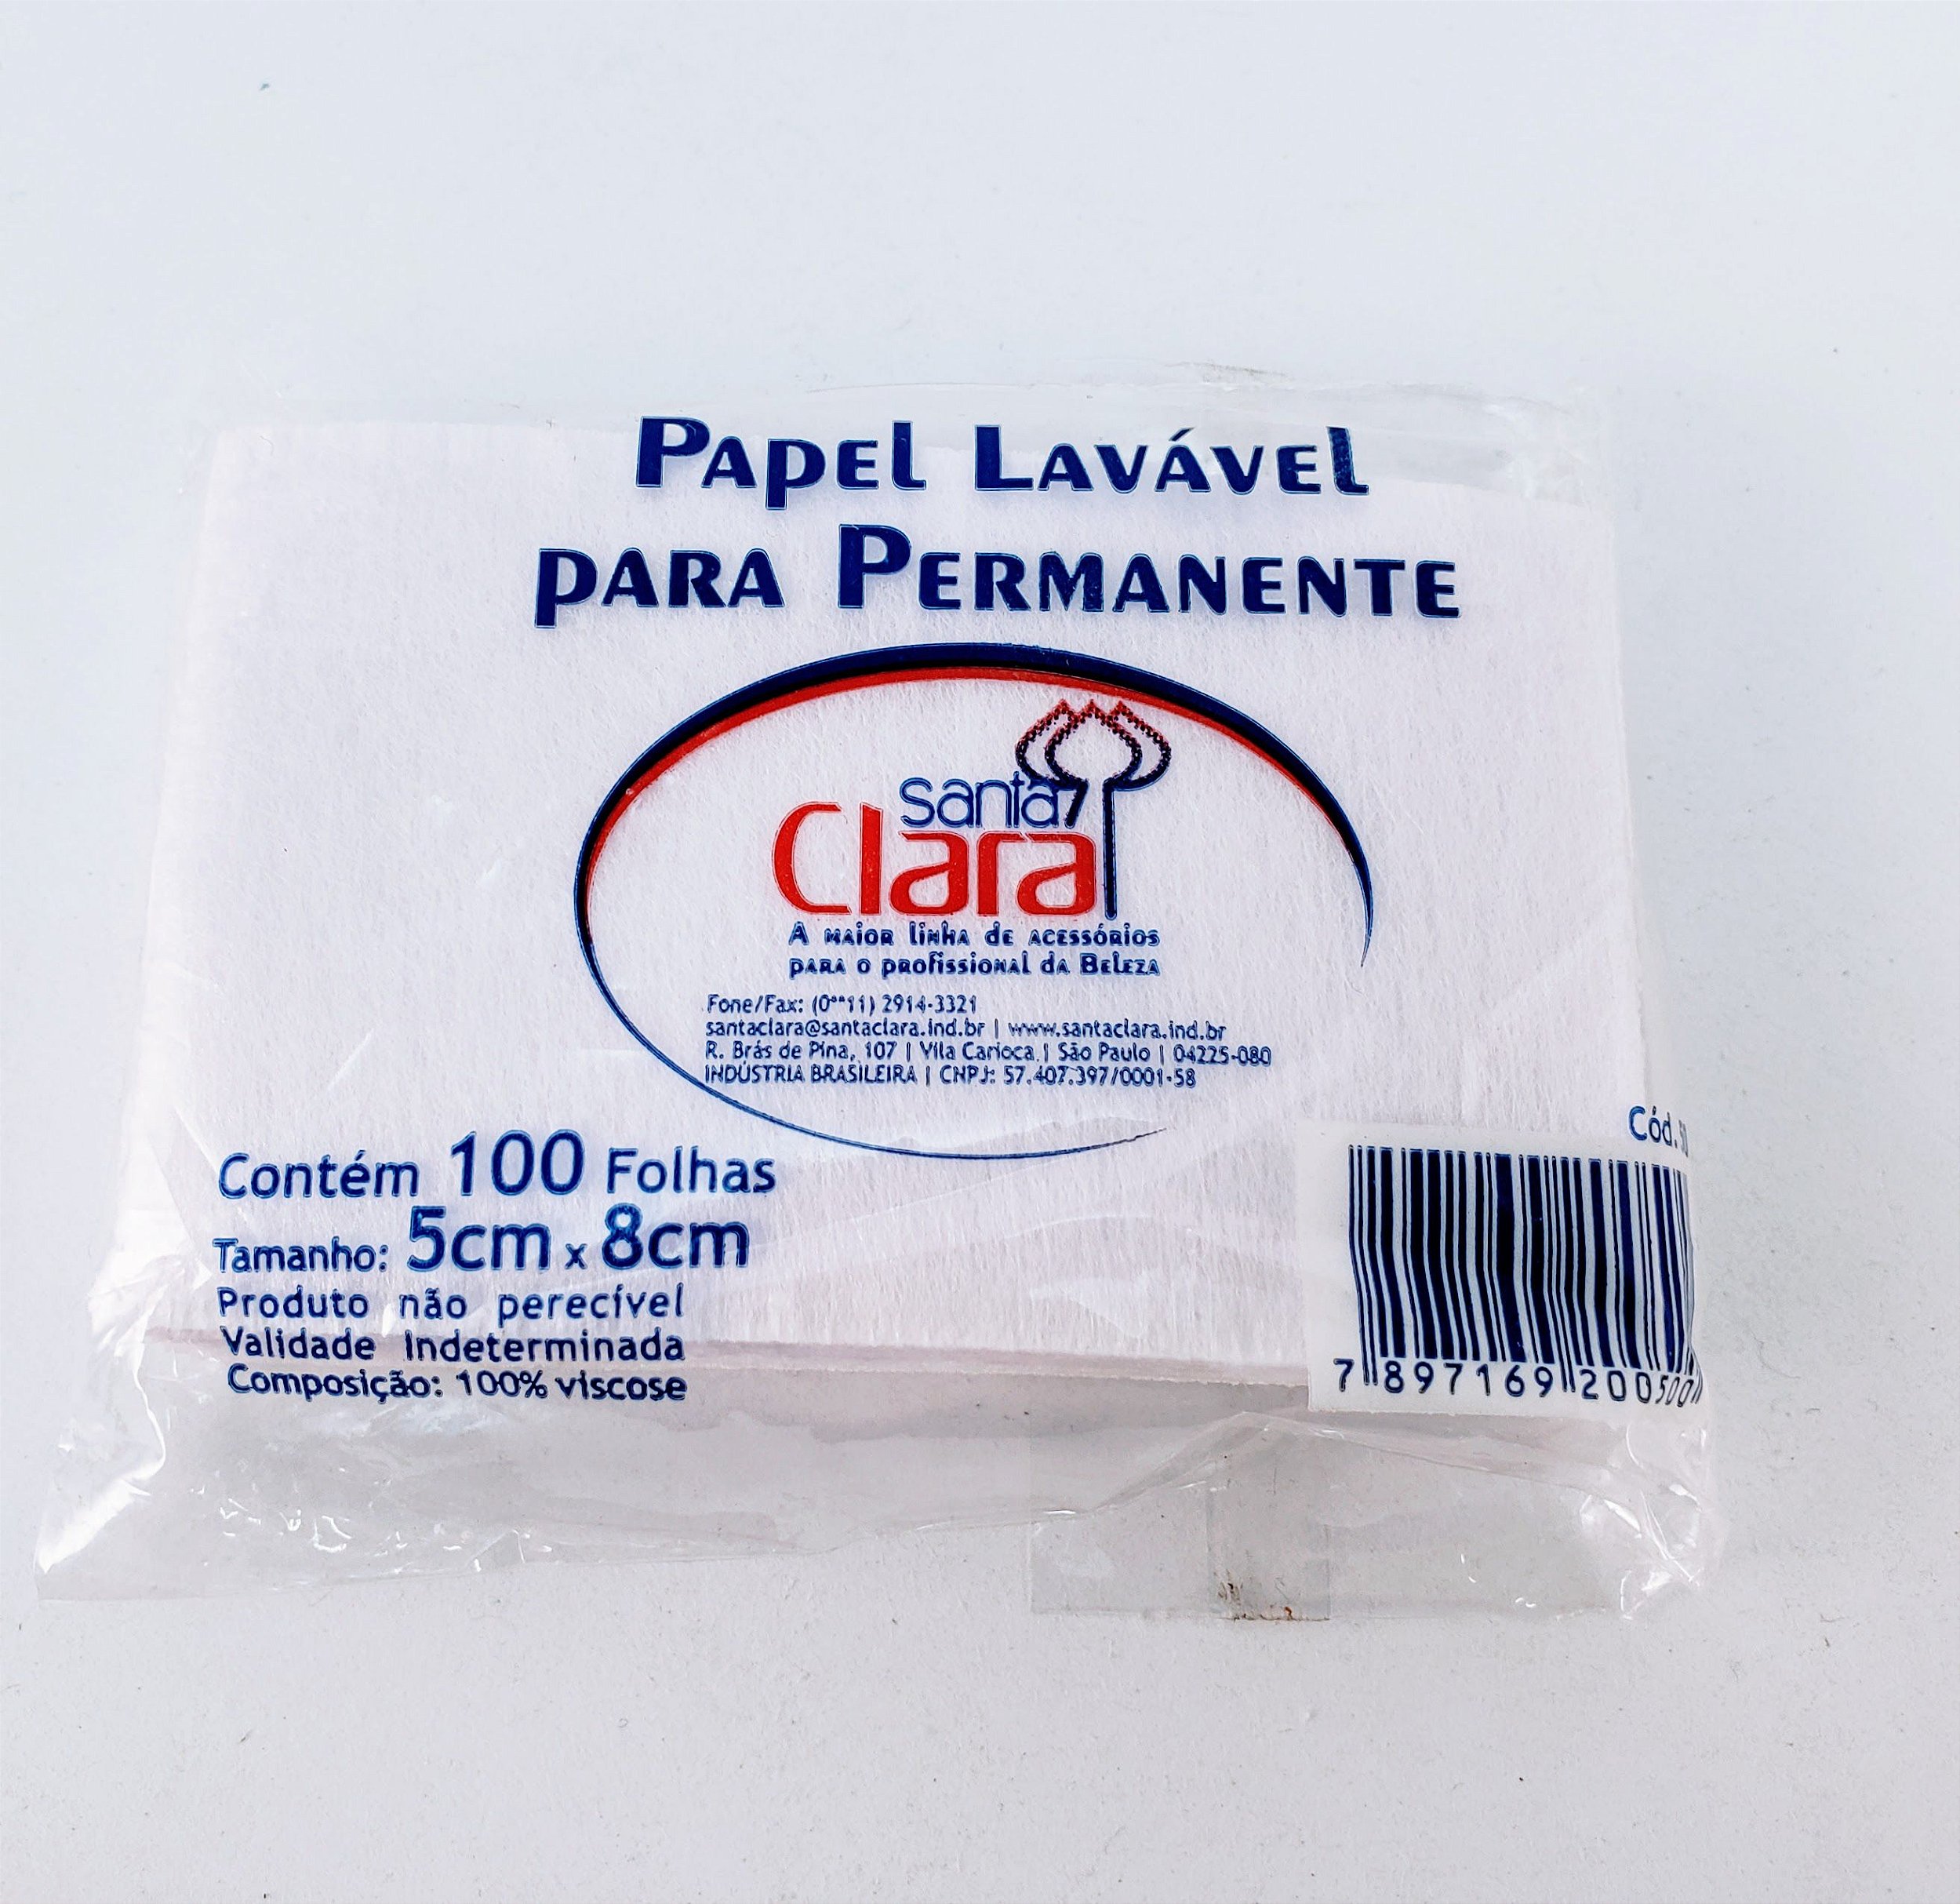 Papel Lavável
para Permanente
santa
Clara
A maior linha de acessórios
para o profissional da Beleza
Fone/Fax: (0**11) 2914-3321
santaclara@santaclara.ind.br | www.santaclara.ind.br
R. Brás de Pina, 107 | Vila Carioca | São Paulo | 04225-080
INDÚSTRIA BRASILEIRA | CNPJ: 57.407.397/0001-58
Contém 100 Folhas
Tamanho: 5cm x 8cm
Produto não perecível
Validade Indeterminada
Composição: 100% viscose
Cód.
7 897169 200500